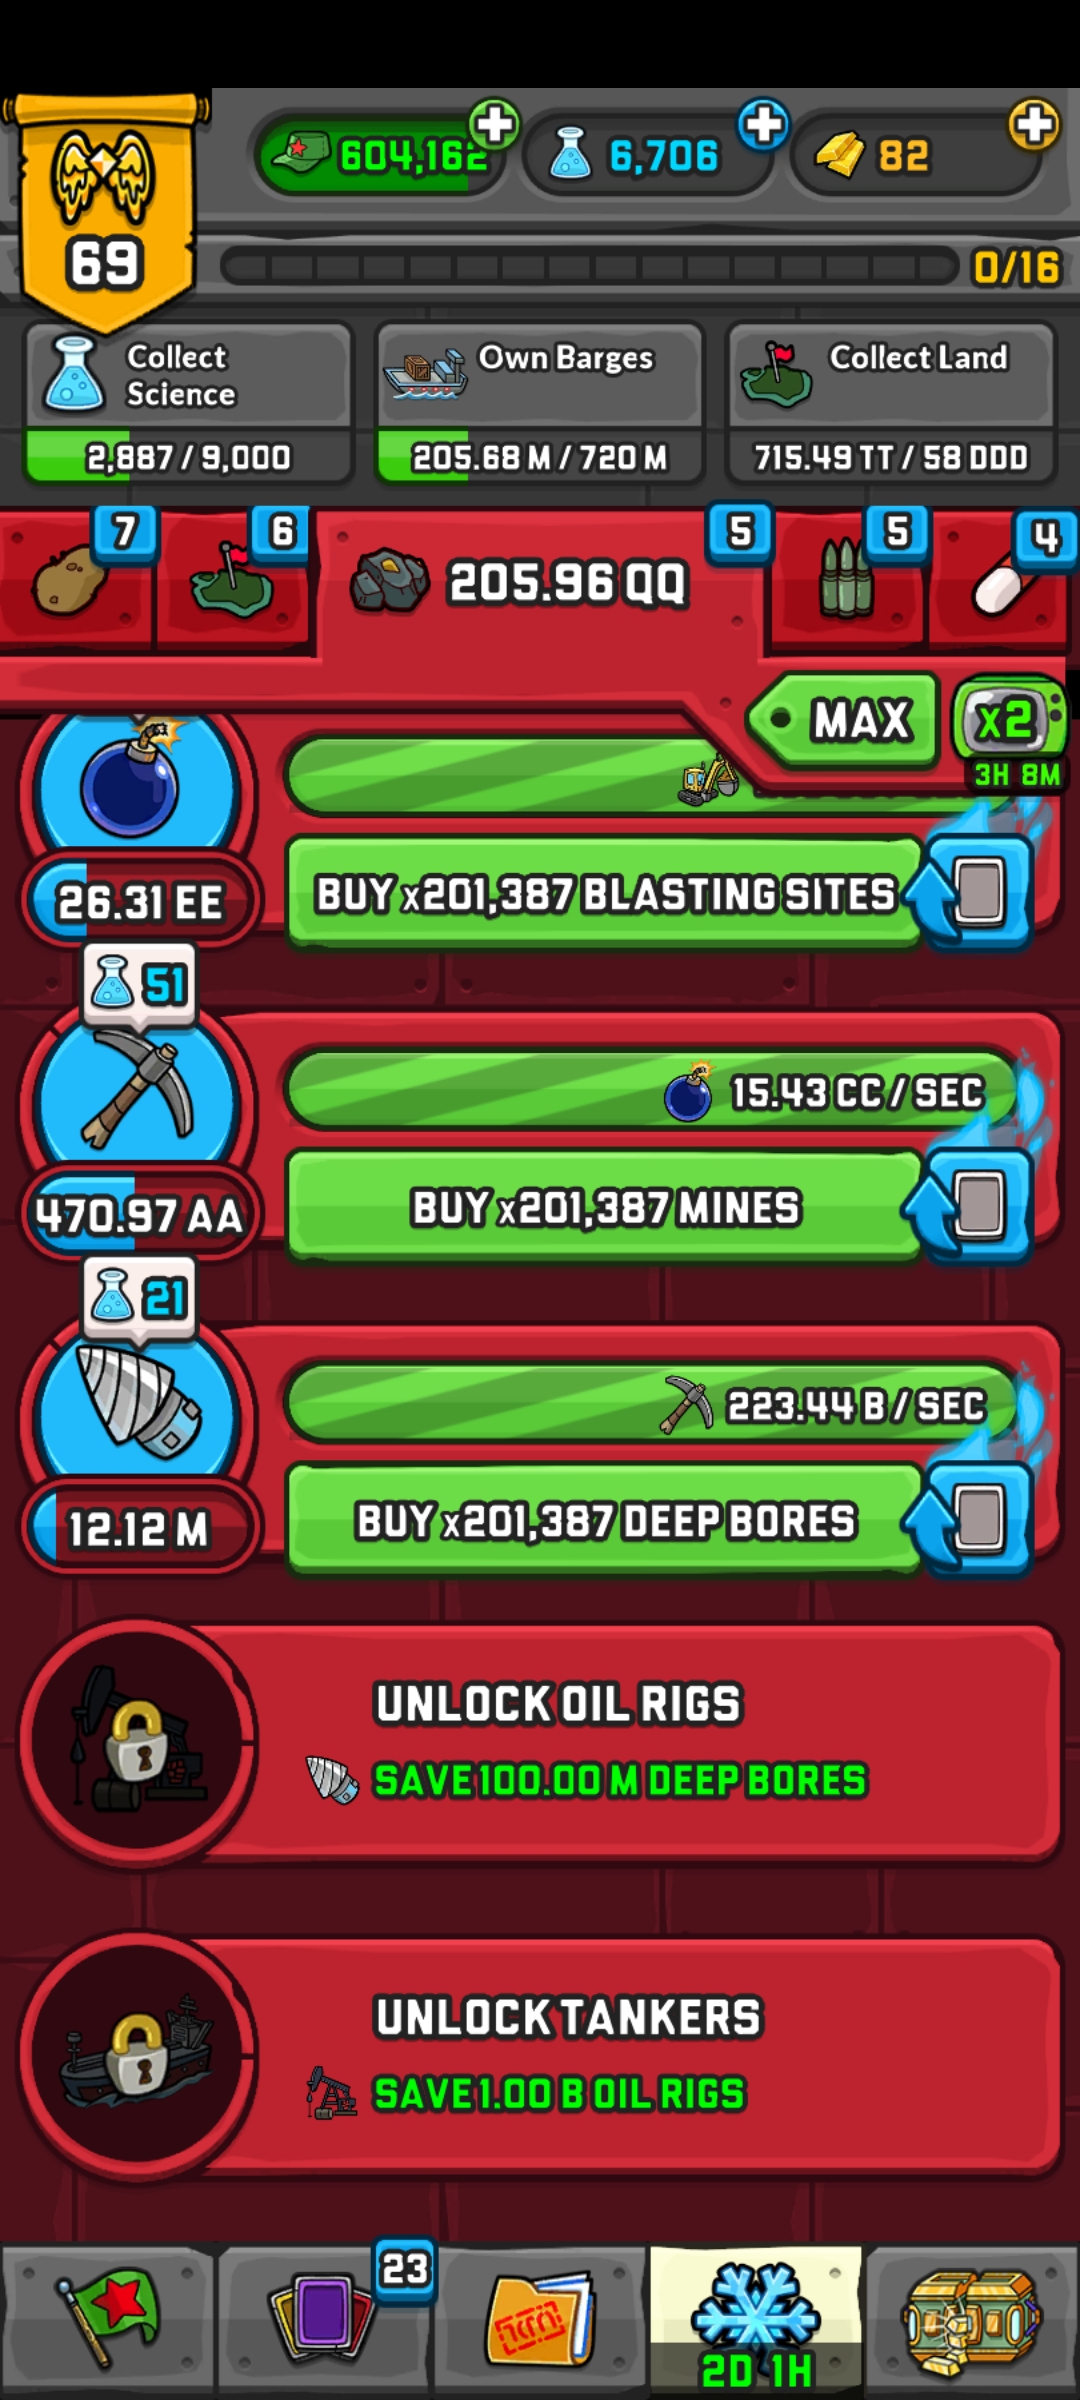 604,162
6,706
82
69
0/16
Collect Science
2,887 / 9,000
Own Barges
205.68 M / 720 M
Collect Land
715.49 TT / 58 DDD
7
6
205.96 QQ
5
5
4
MAX
x2
3H 8M
26.31 EE
BUY x201,387 BLASTING SITES
51
15.43 CC / SEC
470.97 AA
BUY x201,387 MINES
21
223.44 B / SEC
12.12 M
BUY x201,387 DEEP BORES
UNLOCK OIL RIGS
SAVE 100.00 M DEEP BORES
UNLOCK TANKERS
SAVE 1.00 B OIL RIGS
23
2D 1H